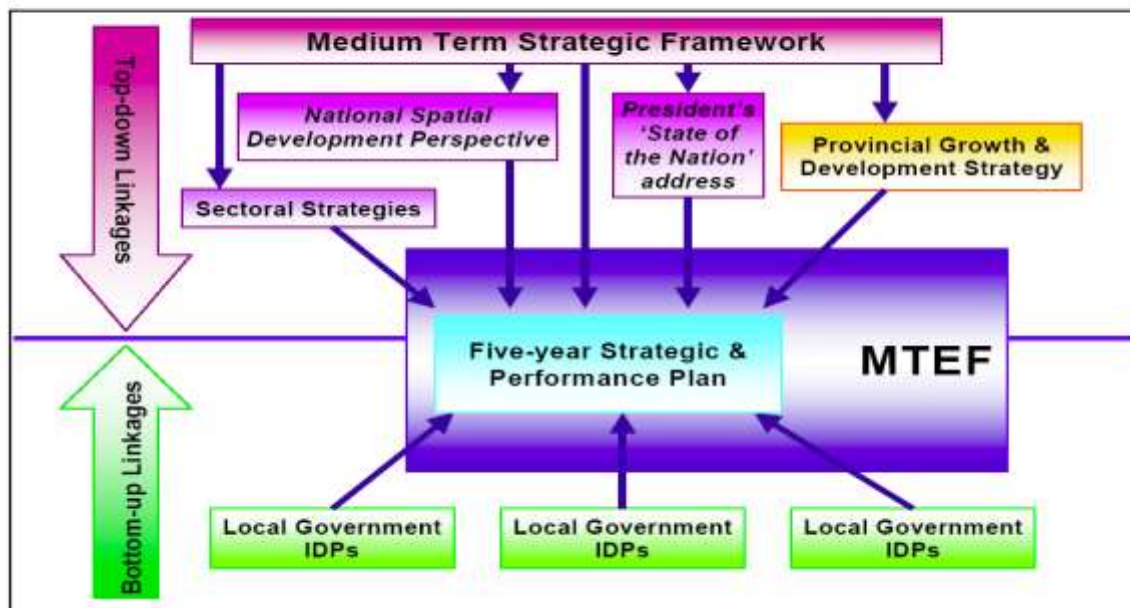 Medium Term Strategic Framework
Top-down Linkages
National Spatial
Development Perspective
President's
'State of
the Nation'
address
Provincial Growth &
Development Strategy
Sectoral Strategies
Five-year Strategic &
Performance Plan
MTEF
Bottom-up Linkages
Local Government
IDPs
Local Government
IDPs
Local Government
IDPs